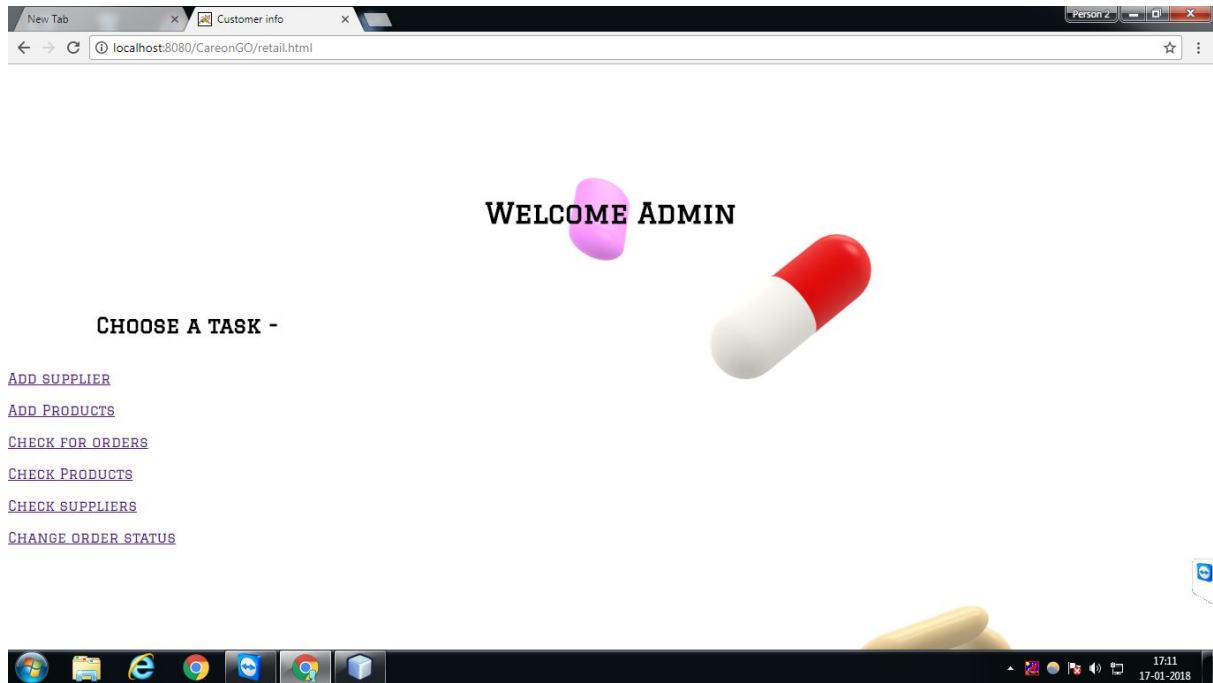 New Tab
Customer info
Person 2
localhost:8080/CareonGO/retail.html
Welcome Admin
Choose a task -
Add supplier
Add Products
Check for orders
Check Products
Check suppliers
Change order status
17:11
17-01-2018